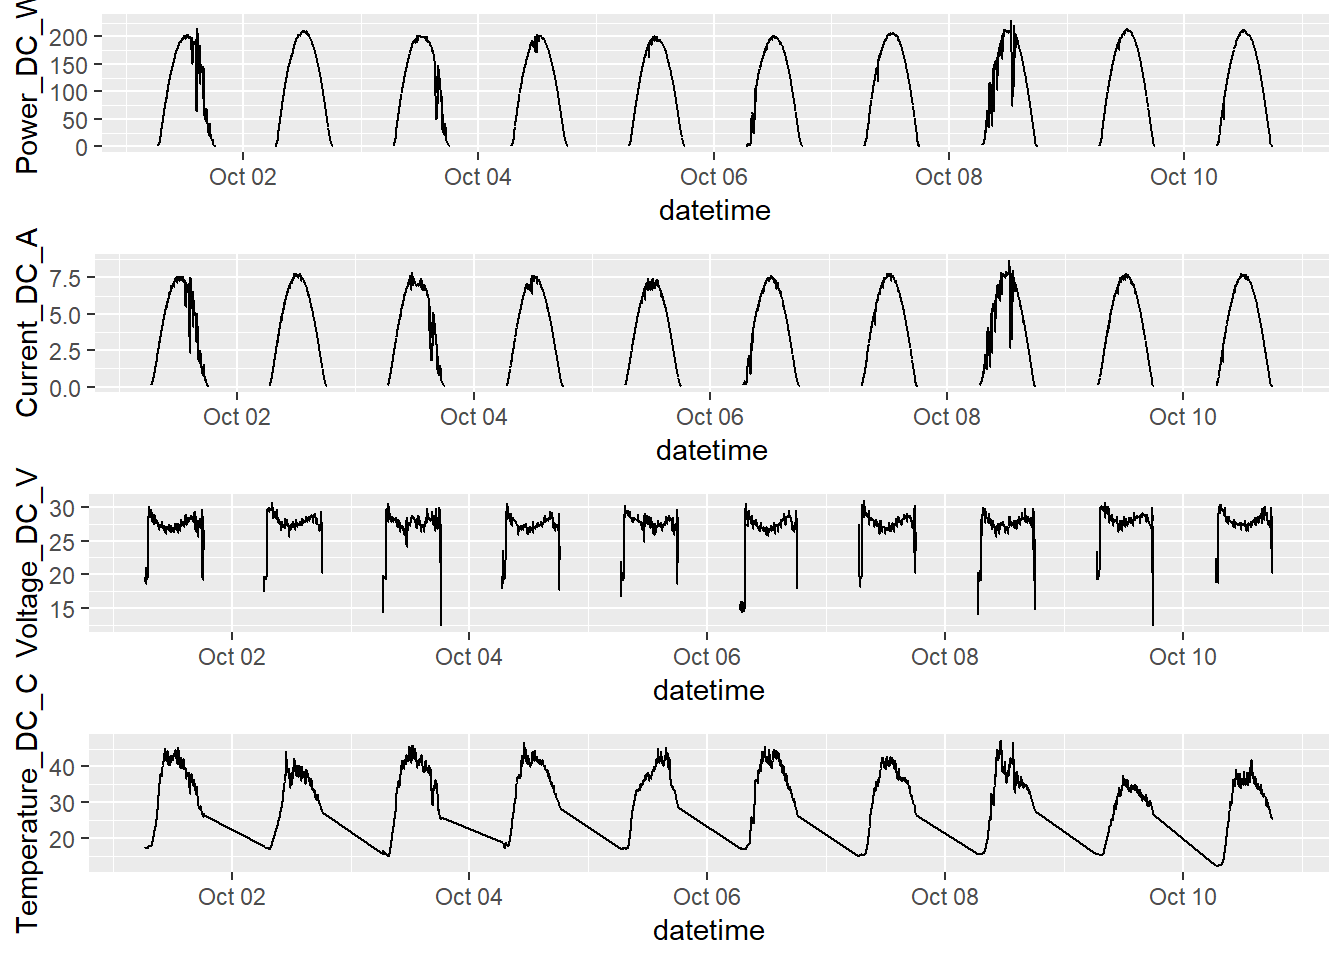 Power_DC_W
200
150
100
50
0
Oct 02 Oct 04 Oct 06 Oct 08 Oct 10
datetime
Current_DC_A
7.5
5.0
2.5
0.0
Oct 02 Oct 04 Oct 06 Oct 08 Oct 10
datetime
Voltage_DC_V
30
25
20
15
Oct 02 Oct 04 Oct 06 Oct 08 Oct 10
datetime
Temperature_DC_C
40
30
20
Oct 02 Oct 04 Oct 06 Oct 08 Oct 10
datetime